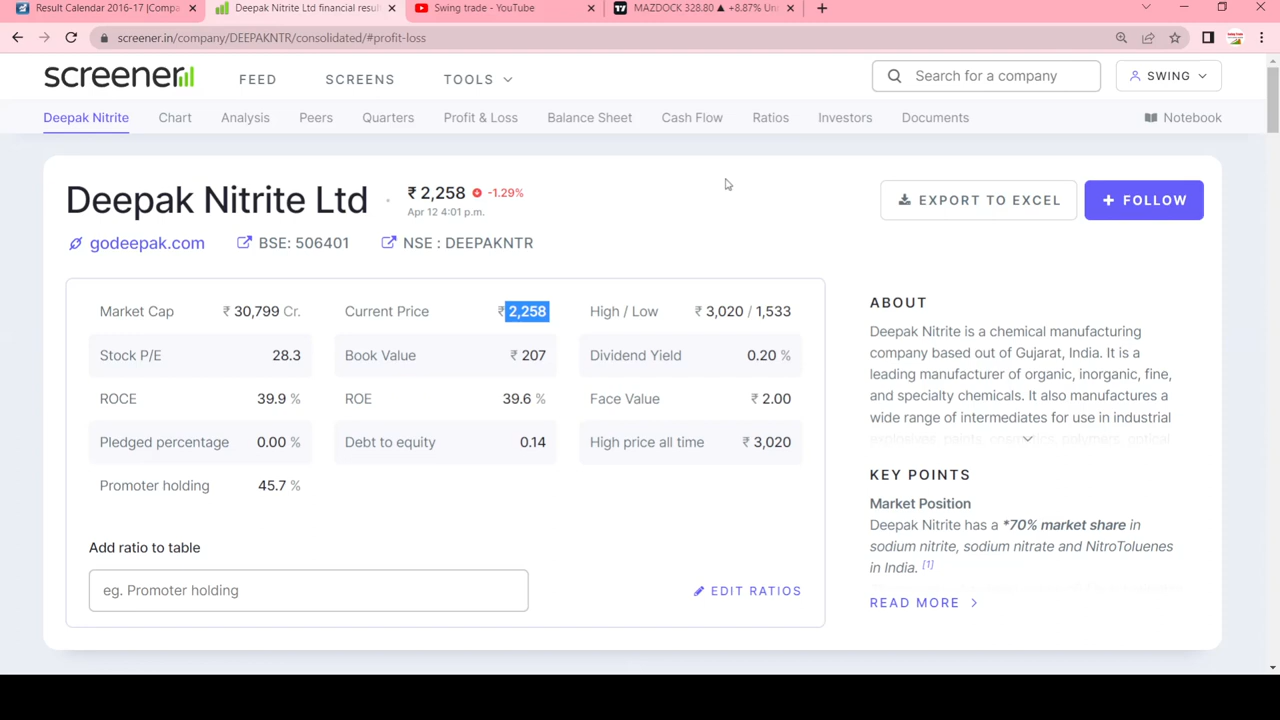 Result Calendar 2016-17 |Compa
Deepak Nitrite Ltd financial resul
Swing trade - YouTube
MAZDOCK 328.80 ▲ +8.87% Un
screener.in/company/DEEPAKNTR/consolidated/#profit-loss
screener
FEED
SCREENS
TOOLS
Search for a company
SWING
Deepak Nitrite
Chart
Analysis
Peers
Quarters
Profit & Loss
Balance Sheet
Cash Flow
Ratios
Investors
Documents
Notebook
Deepak Nitrite Ltd
₹ 2,258 -1.29%
Apr 12 4:01 p.m.
EXPORT TO EXCEL
+ FOLLOW
godeepak.com
BSE: 506401
NSE : DEEPAKNTR
Market Cap ₹ 30,799 Cr.
Current Price ₹ 2,258
High / Low ₹ 3,020 / 1,533
Stock P/E 28.3
Book Value ₹ 207
Dividend Yield 0.20 %
ROCE 39.9 %
ROE 39.6 %
Face Value ₹ 2.00
Pledged percentage 0.00 %
Debt to equity 0.14
High price all time ₹ 3,020
Promoter holding 45.7 %
Add ratio to table
eg. Promoter holding
EDIT RATIOS
ABOUT
Deepak Nitrite is a chemical manufacturing
company based out of Gujarat, India. It is a
leading manufacturer of organic, inorganic, fine,
and specialty chemicals. It also manufactures a
wide range of intermediates for use in industrial
explosives, paints, cosmetics, polymers, optical
KEY POINTS
Market Position
Deepak Nitrite has a *70% market share in
sodium nitrite, sodium nitrate and NitroToluenes
in India. [1]
READ MORE